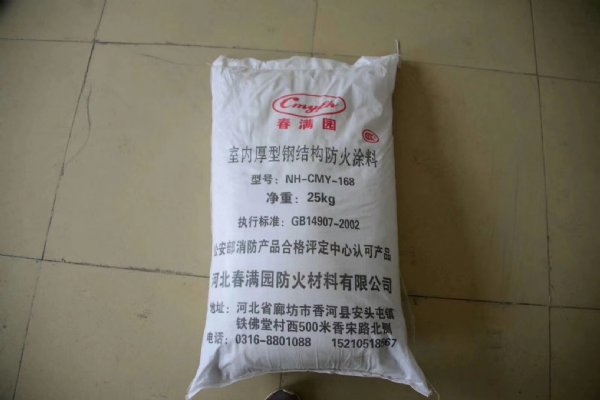 Cmyfh
春满园
室内厚型钢结构防火涂料
型号：NH-CMY-168
净重：25kg
执行标准：GB14907-2002
公安部消防产品合格评定中心认可产品
河北春满园防火材料有限公司
地址：河北省廊坊市香河县安头屯镇
铁佛堂村西500米香宋路北侧
电话：0316-8801088 15210518867